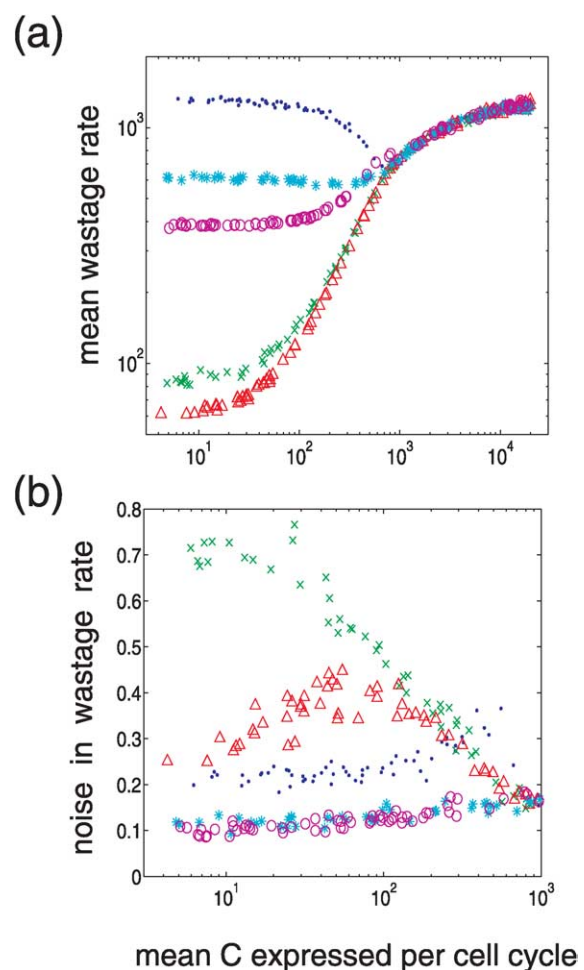 (a)
mean wastage rate
10^3
10^2
10^1 10^2 10^3 10^4
(b)
noise in wastage rate
0.8
0.7
0.6
0.5
0.4
0.3
0.2
0.1
0
10^1 10^2 10^3
mean C expressed per cell cycle